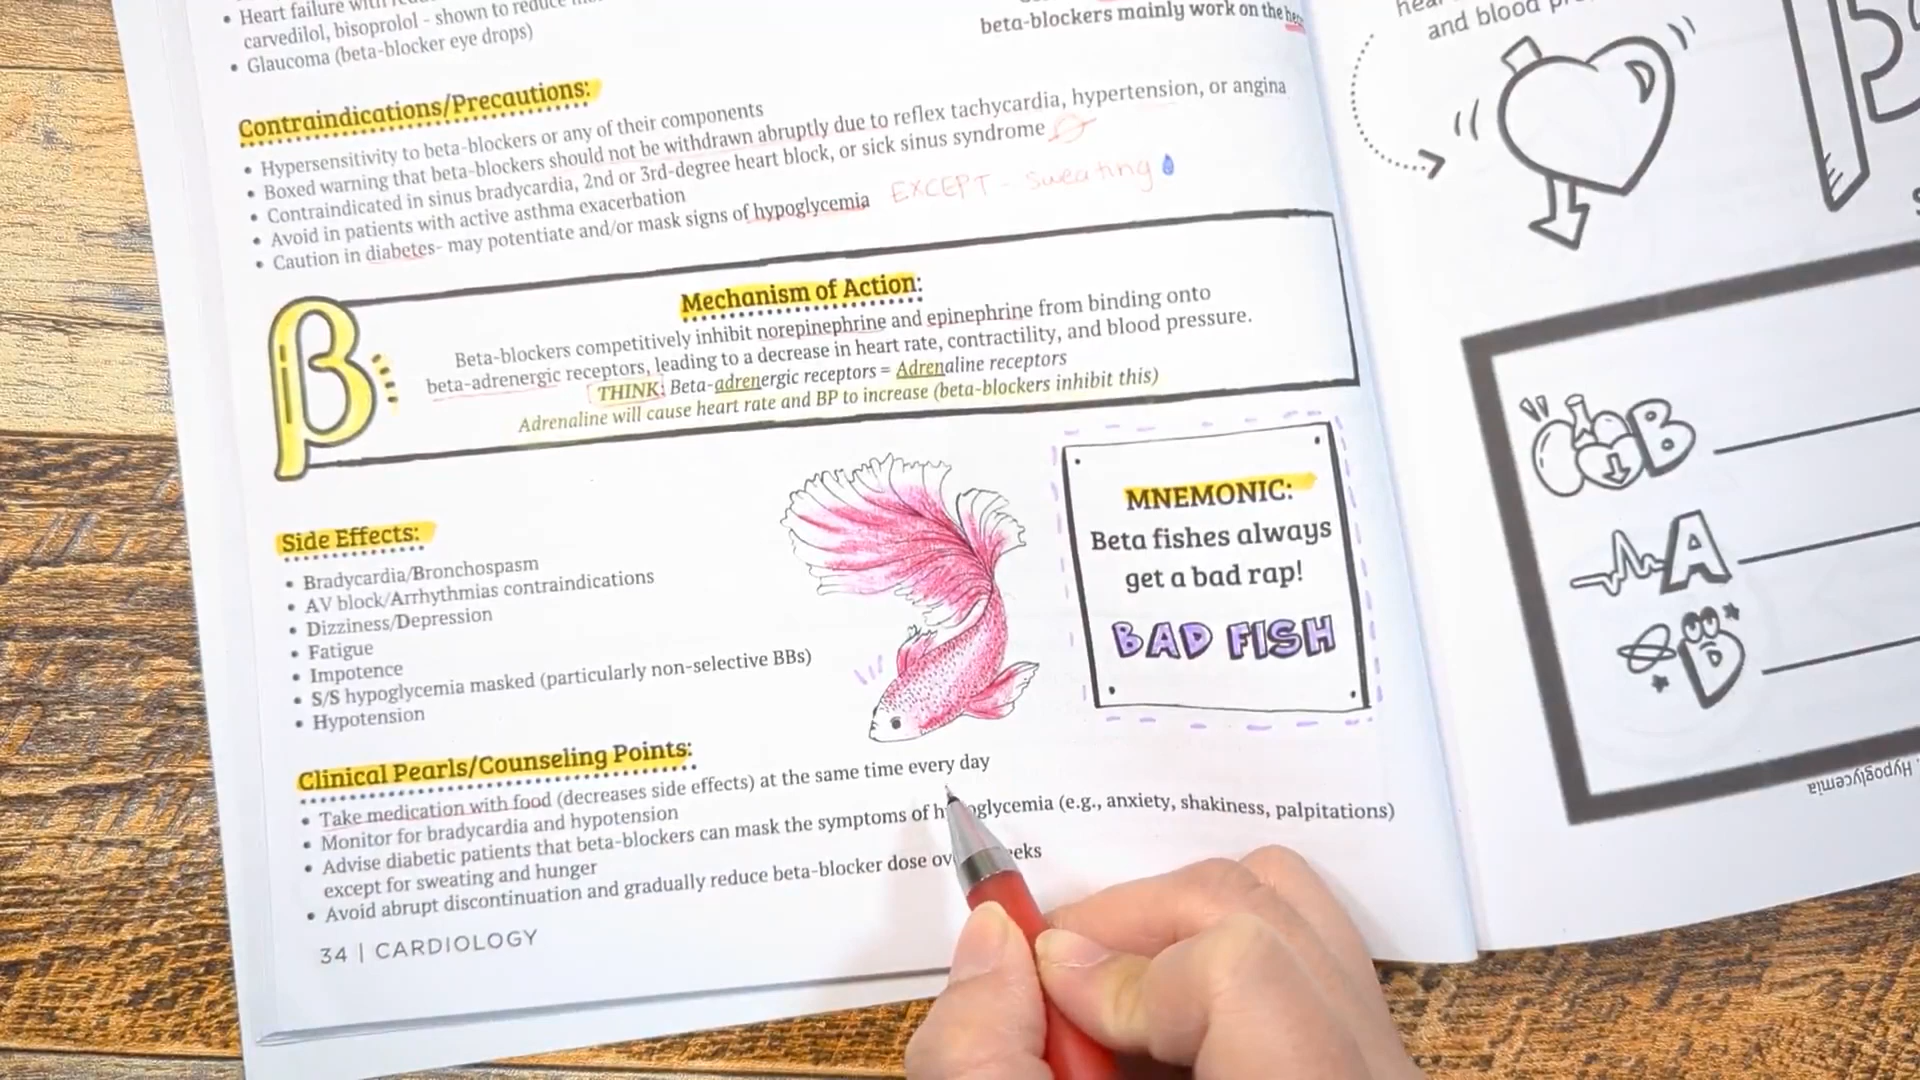 Heart failure with
carvedilol, bisoprolol - shown to reduce
• Glaucoma (beta-blocker eye drops)
beta-blockers mainly work on the
Contraindications/Precautions:
• Hypersensitivity to beta-blockers or any of their components
• Boxed warning that beta-blockers should not be withdrawn abruptly due to reflex tachycardia, hypertension, or angina
• Contraindicated in sinus bradycardia, 2nd or 3rd-degree heart block, or sick sinus syndrome
• Avoid in patients with active asthma exacerbation
• Caution in diabetes- may potentiate and/or mask signs of hypoglycemia EXCEPT - sweating
β
Mechanism of Action:
Beta-blockers competitively inhibit norepinephrine and epinephrine from binding onto
beta-adrenergic receptors, leading to a decrease in heart rate, contractility, and blood pressure.
THINK: Beta-adrenergic receptors = Adrenaline receptors
Adrenaline will cause heart rate and BP to increase (beta-blockers inhibit this)
Side Effects:
• Bradycardia/Bronchospasm
• AV block/Arrhythmias contraindications
• Dizziness/Depression
• Fatigue
• Impotence
• S/S hypoglycemia masked (particularly non-selective BBs)
• Hypotension
MNEMONIC:
Beta fishes always
get a bad rap!
BAD FISH
Clinical Pearls/Counseling Points:
• Take medication with food (decreases side effects) at the same time every day
• Monitor for bradycardia and hypotension
• Advise diabetic patients that beta-blockers can mask the symptoms of hypoglycemia (e.g., anxiety, shakiness, palpitations)
except for sweating and hunger
• Avoid abrupt discontinuation and gradually reduce beta-blocker dose
34 | CARDIOLOGY
and blood
B
A
D
Hypoglycemia